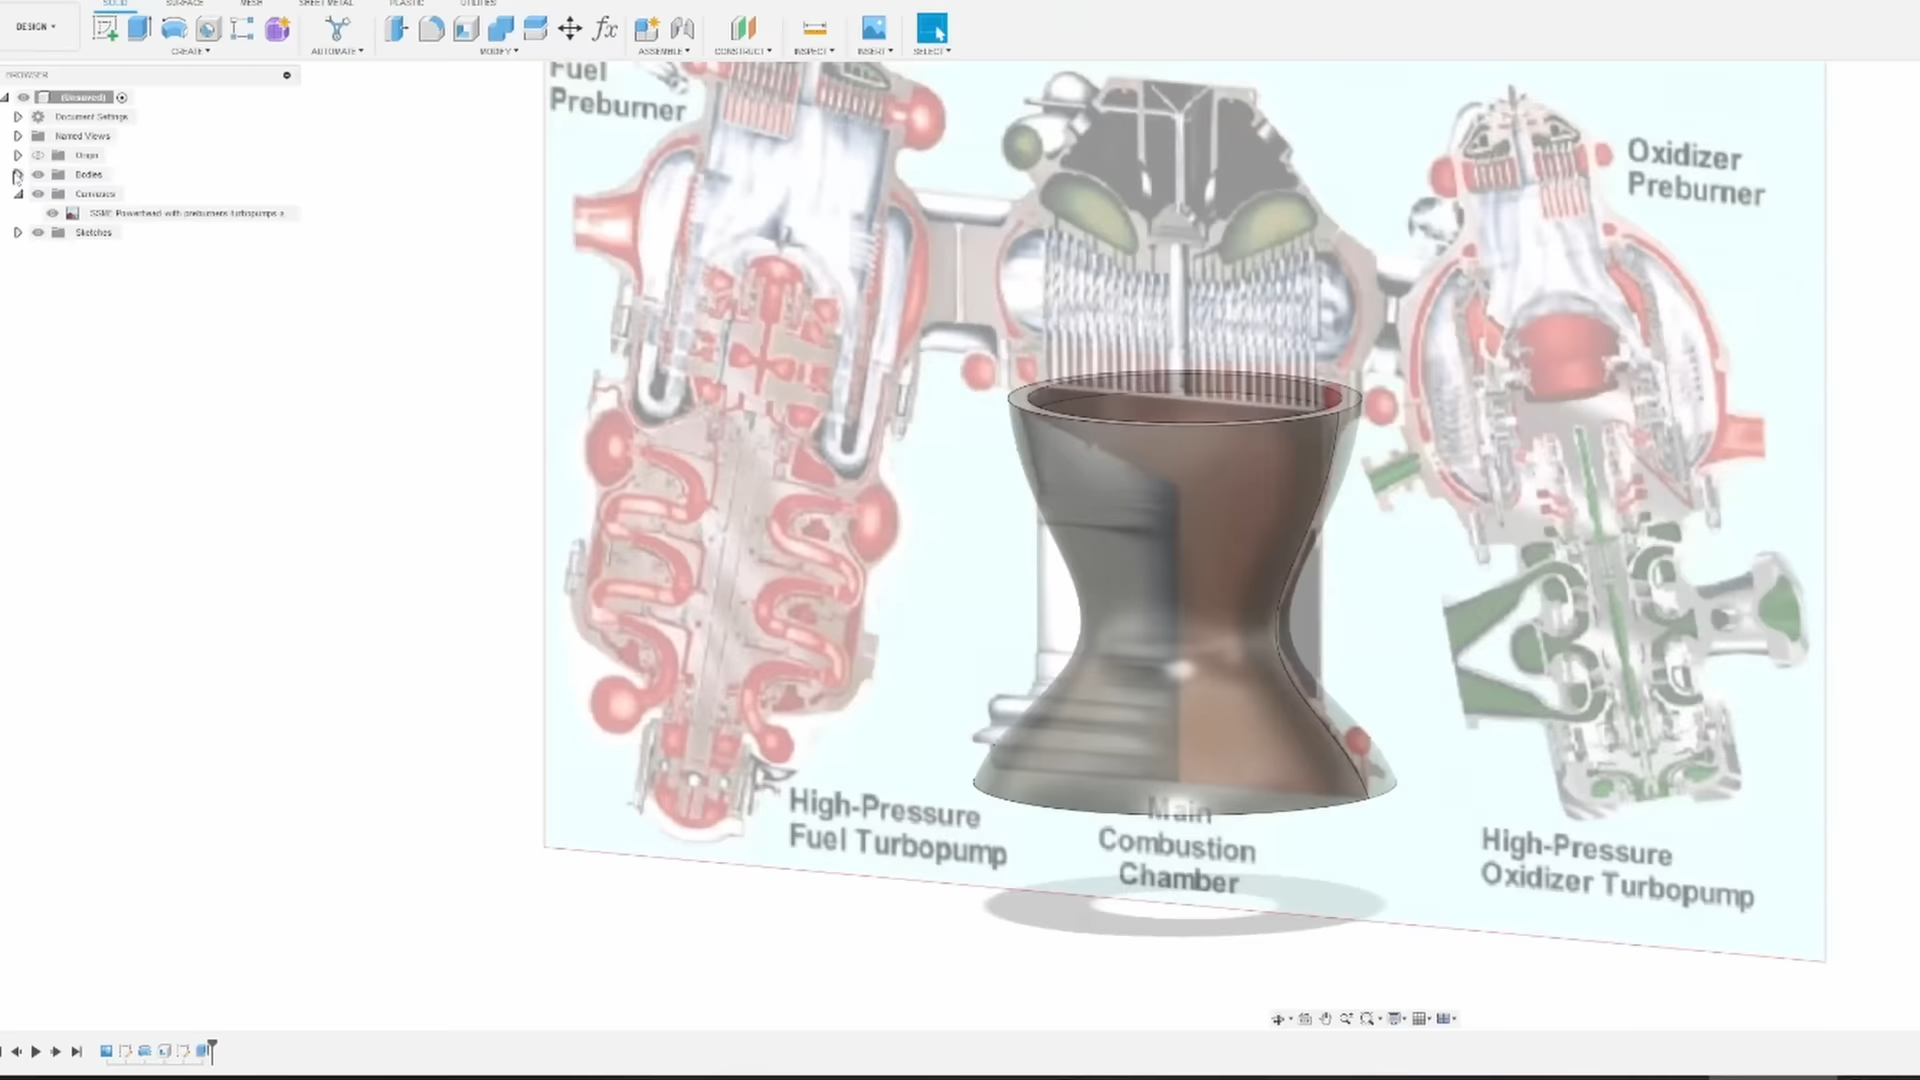 SOLID
SURFACE
MESH
SHEET METAL
PLASTIC
UTILITIES
DESIGN
fx
CREATE
AUTOMATE
MODIFY
ASSEMBLE
CONSTRUCT
INSPECT
INSERT
SELECT
BROWSER
(Unsaved)
Document Settings
Named Views
Origin
Bodies
Canvases
SSME Powerhead with preburners turbopumps a
Sketches
Fuel
Preburner
Oxidizer
Preburner
High-Pressure
Fuel Turbopump
Main
Combustion
Chamber
High-Pressure
Oxidizer Turbopump